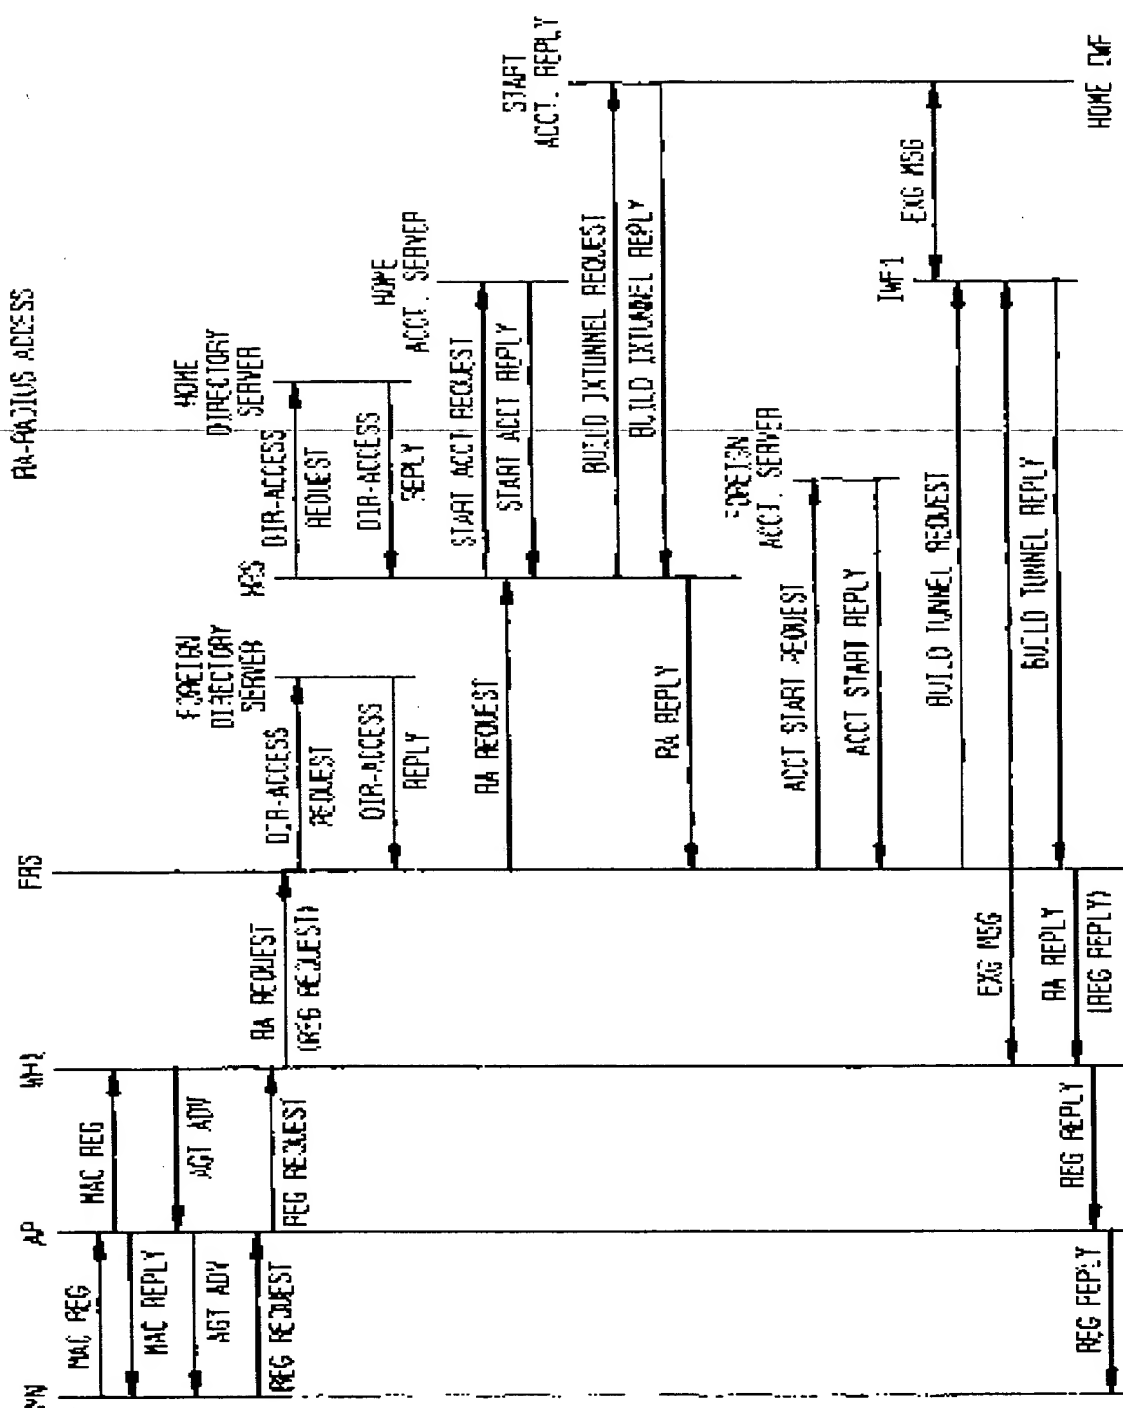 RA-RADIUS ACCESS
AP
WH1
FRS
FOREIGN
DIRECTORY
SERVER
HRS
HOME
DIRECTORY
SERVER
HOME
ACCT. SERVER
START
ACCT. REPLY
MAC REG
MAC REG
MAC REPLY
AGT ADV
AGT ADV
REG REQUEST
REG REQUEST
RA REQUEST
(REG REQUEST)
DIR-ACCESS
REQUEST
DIR-ACCESS
REPLY
DIR-ACCESS
REQUEST
DIR-ACCESS
REPLY
RA REQUEST
START ACCT REQUEST
START ACCT REPLY
BUILD IXTUNNEL REQUEST
BUILD IXTUNNEL REPLY
RA REPLY
FOREIGN
ACCT. SERVER
ACCT START REQUEST
ACCT START REPLY
IWF1
BUILD TUNNEL REQUEST
EXG MSG
EXG MSG
BUILD TUNNEL REPLY
RA REPLY
(REG REPLY)
REG REPLY
REG REPLY
HOME IWF